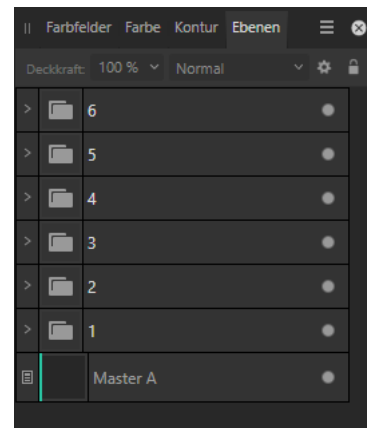 Farbfelder Farbe Kontur Ebenen
Deckkraft: 100 % Normal
6
5
4
3
2
1
Master A